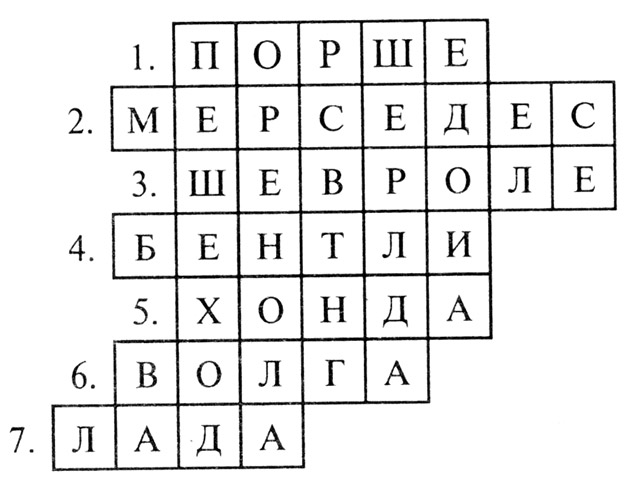 1. ПОРШЕ
2. МЕРСЕДЕС
3. ШЕВРОЛЕ
4. БЕНТЛИ
5. ХОНДА
6. ВОЛГА
7. ЛАДА